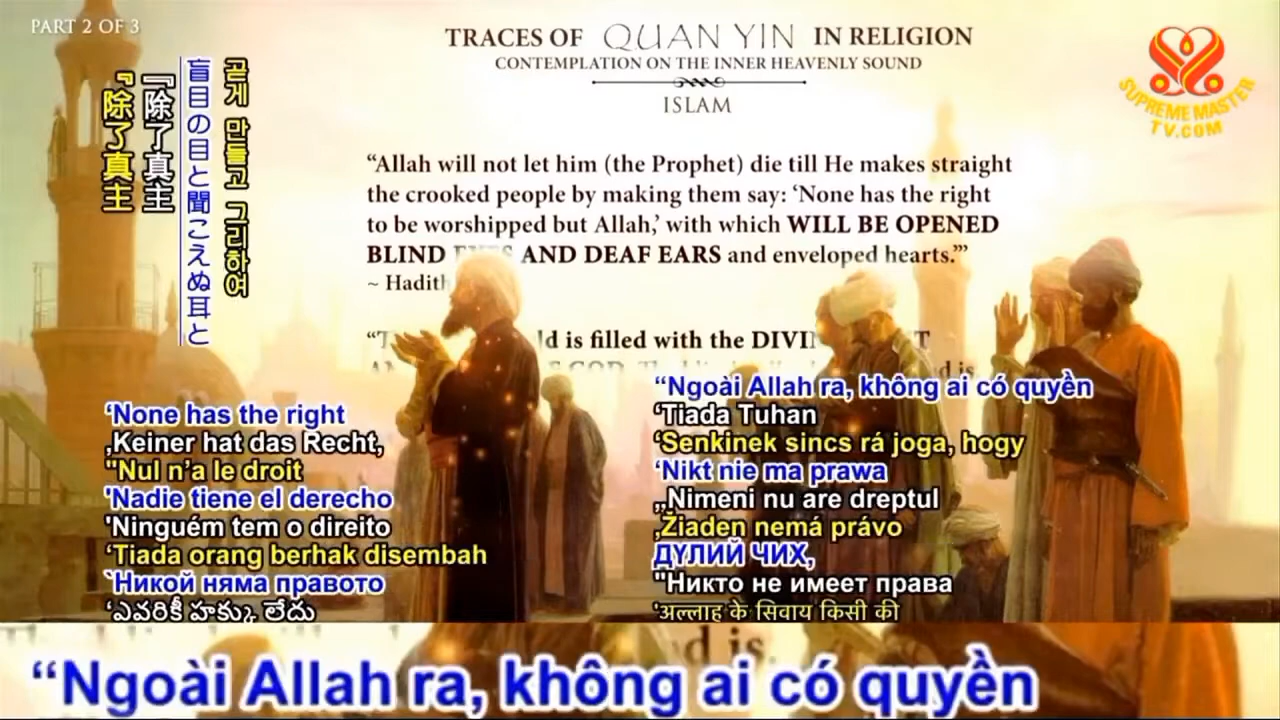 PART 2 OF 3
TRACES OF QUAN YIN IN RELIGION
CONTEMPLATION ON THE INNER HEAVENLY SOUND
ISLAM
SUPREME MASTER
TV.COM
“Allah will not let him (the Prophet) die till He makes straight
the crooked people by making them say: ‘None has the right
to be worshipped but Allah,’ with which WILL BE OPENED
BLIND AND DEAF EARS and enveloped hearts.’”
~ Hadith
is filled with the
곧게 만들고 그리하여
盲目の目と聞こえぬ耳と
『除了真主
『除了真主
‘None has the right
‚Keiner hat das Recht,
"Nul n’a le droit
'Nadie tiene el derecho
'Ninguém tem o direito
‘Tiada orang berhak disembah
`Никой няма правото
‘ఎవరికీ హక్కు లేదు
“Ngoài Allah ra, không ai có quyền
‘Tiada Tuhan
‘Senkinek sincs rá joga, hogy
‘Nikt nie ma prawa
„Nimeni nu are dreptul
‚Žiaden nemá právo
ДҮЛИЙ ЧИХ,
"Никто не имеет права
‘अल्लाह के सिवाय किसी की
“Ngoài Allah ra, không ai có quyền